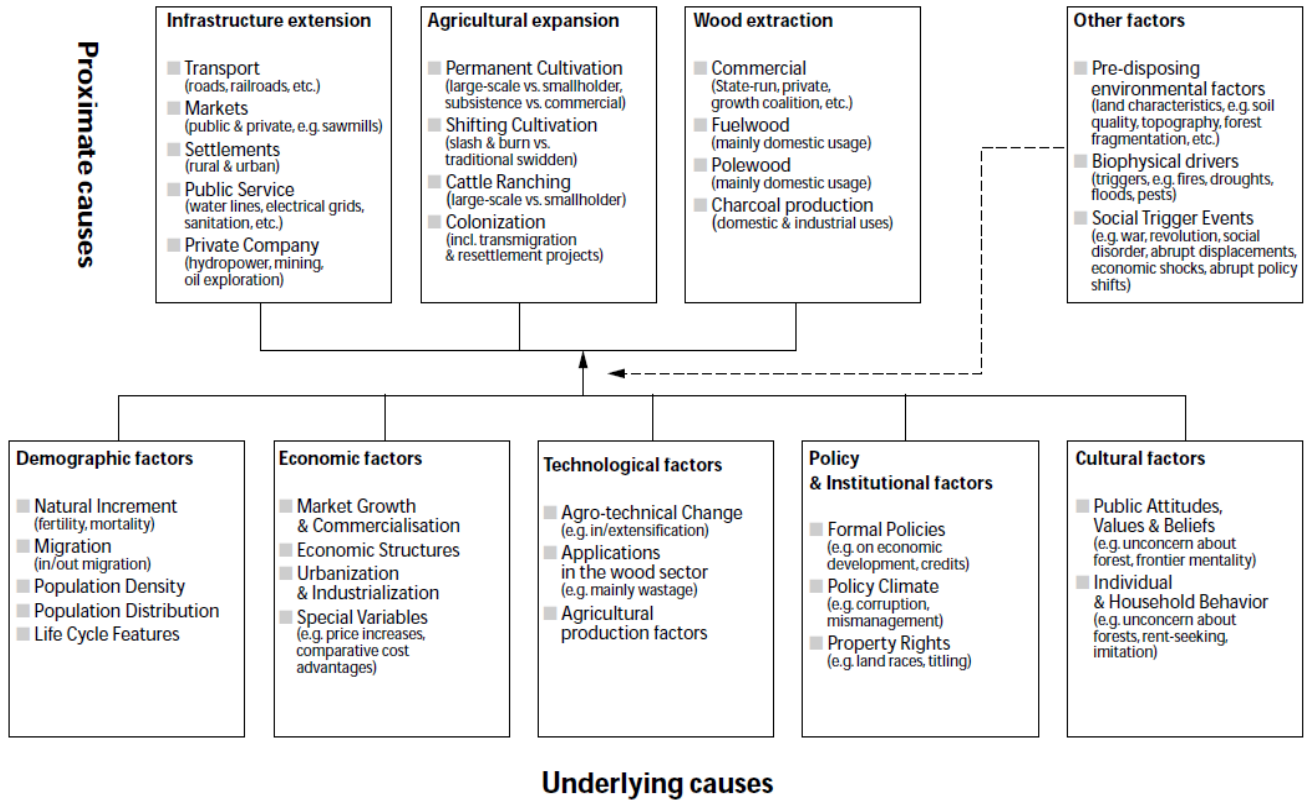 Proximate causes
Infrastructure extension
Transport
(roads, railroads, etc.)
Markets
(public & private, e.g. sawmills)
Settlements
(rural & urban)
Public Service
(water lines, electrical grids,
sanitation, etc.)
Private Company
(hydropower, mining,
oil exploration)
Agricultural expansion
Permanent Cultivation
(large-scale vs. smallholder,
subsistence vs. commercial)
Shifting Cultivation
(slash & burn vs.
traditional swidden)
Cattle Ranching
(large-scale vs. smallholder)
Colonization
(incl. transmigration
& resettlement projects)
Wood extraction
Commercial
(State-run, private,
growth coalition, etc.)
Fuelwood
(mainly domestic usage)
Polewood
(mainly domestic usage)
Charcoal production
(domestic & industrial uses)
Other factors
Pre-disposing
environmental factors
(land characteristics, e.g. soil
quality, topography, forest
fragmentation, etc.)
Biophysical drivers
(triggers, e.g. fires, droughts,
floods, pests)
Social Trigger Events
(e.g. war, revolution, social
disorder, abrupt displacements,
economic shocks, abrupt policy
shifts)
Demographic factors
Natural Increment
(fertility, mortality)
Migration
(in/out migration)
Population Density
Population Distribution
Life Cycle Features
Economic factors
Market Growth
& Commercialisation
Economic Structures
Urbanization
& Industrialization
Special Variables
(e.g. price increases,
comparative cost
advantages)
Technological factors
Agro-technical Change
(e.g. in/extensification)
Applications
in the wood sector
(e.g. mainly wastage)
Agricultural
production factors
Policy
& Institutional factors
Formal Policies
(e.g. on economic
development, credits)
Policy Climate
(e.g. corruption,
mismanagement)
Property Rights
(e.g. land races, titling)
Cultural factors
Public Attitudes,
Values & Beliefs
(e.g. unconcern about
forest, frontier mentality)
Individual
& Household Behavior
(e.g. unconcern about
forests, rent-seeking,
imitation)
Underlying causes